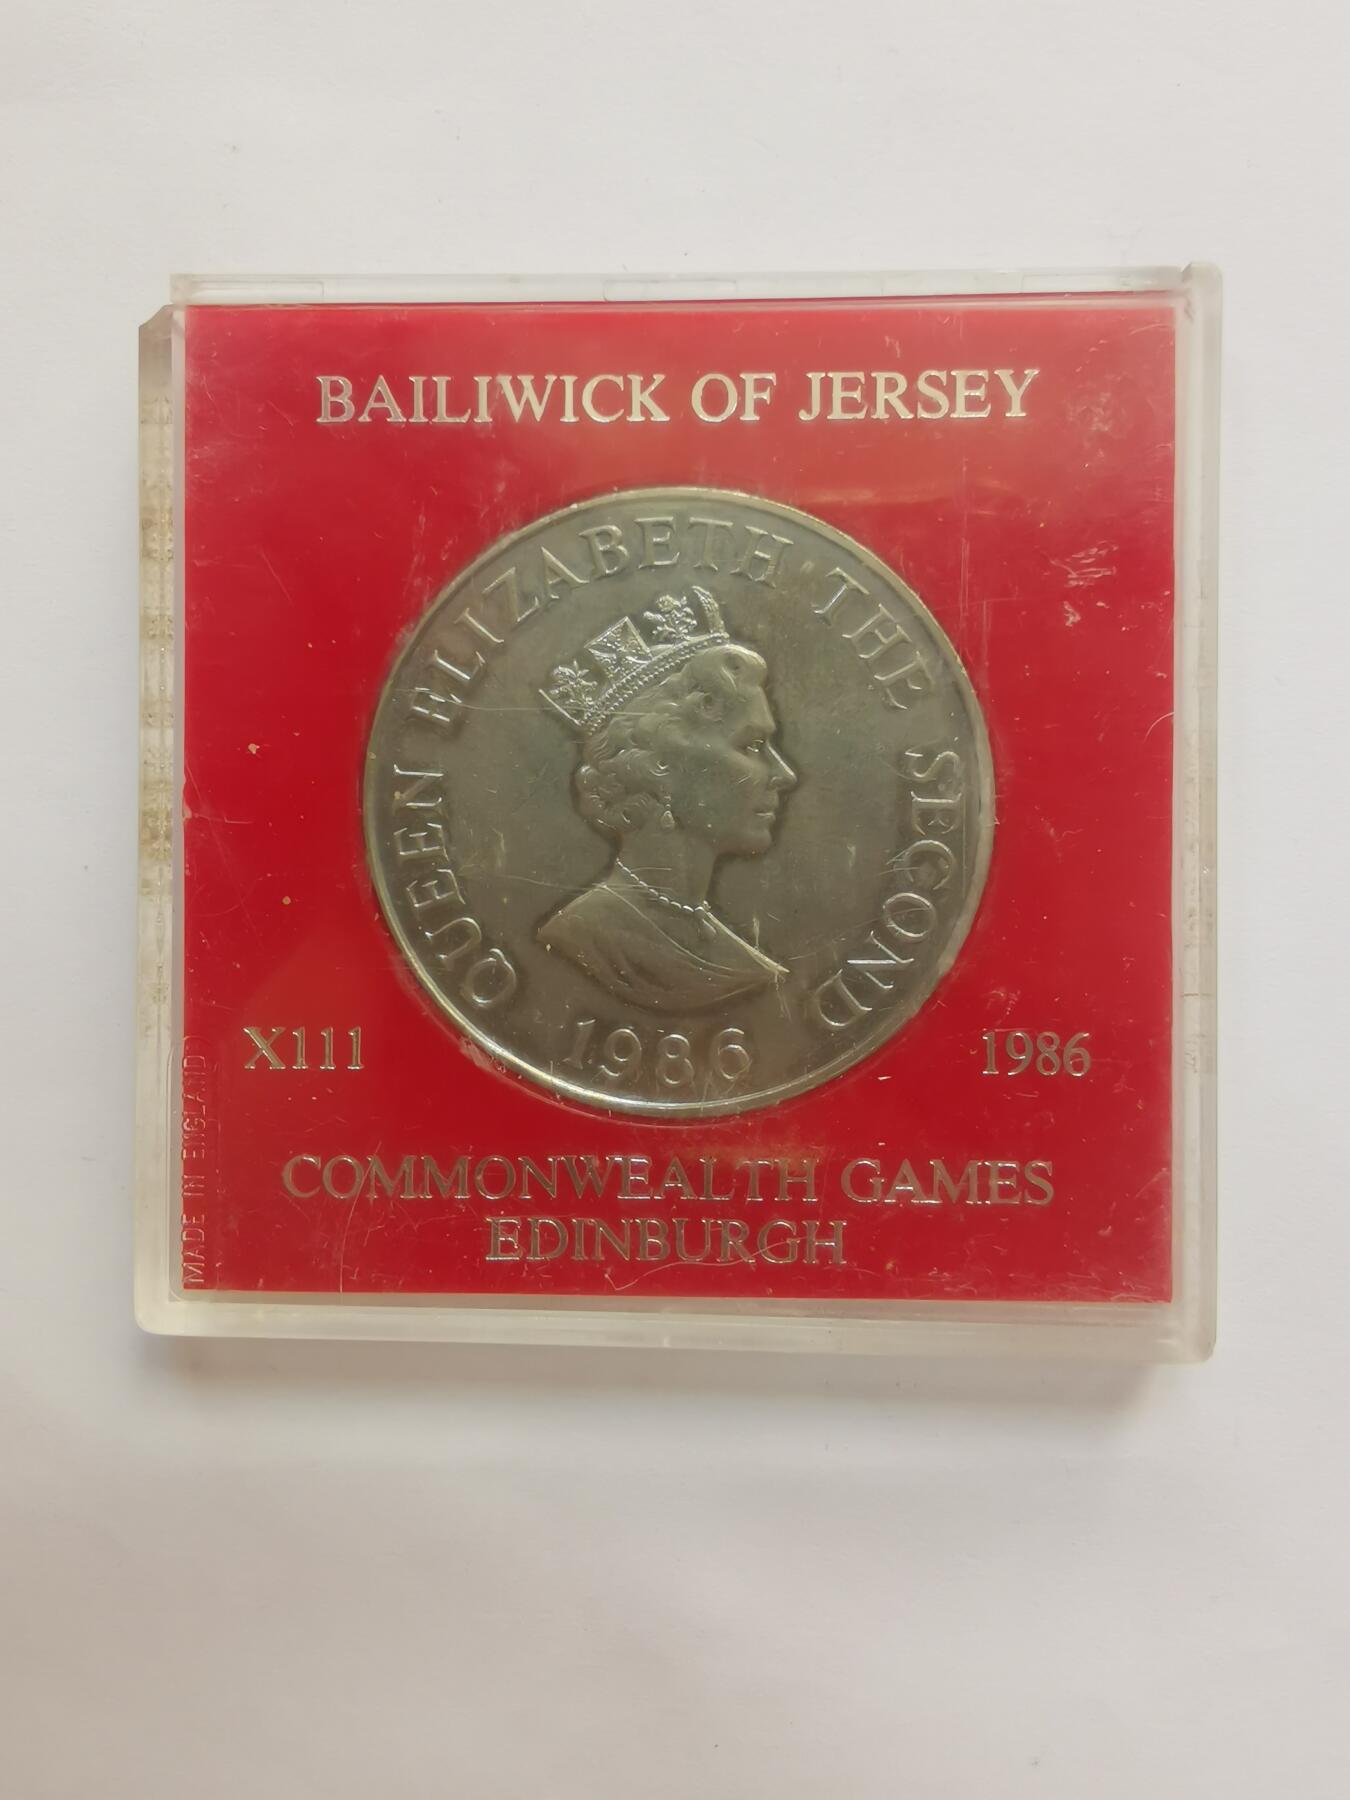 BAILIWICK OF JERSEY
QUEEN ELIZABETH THE SECOND
1986
X111
1986
COMMONWEALTH GAMES
EDINBURGH
MADE IN ENGLAND